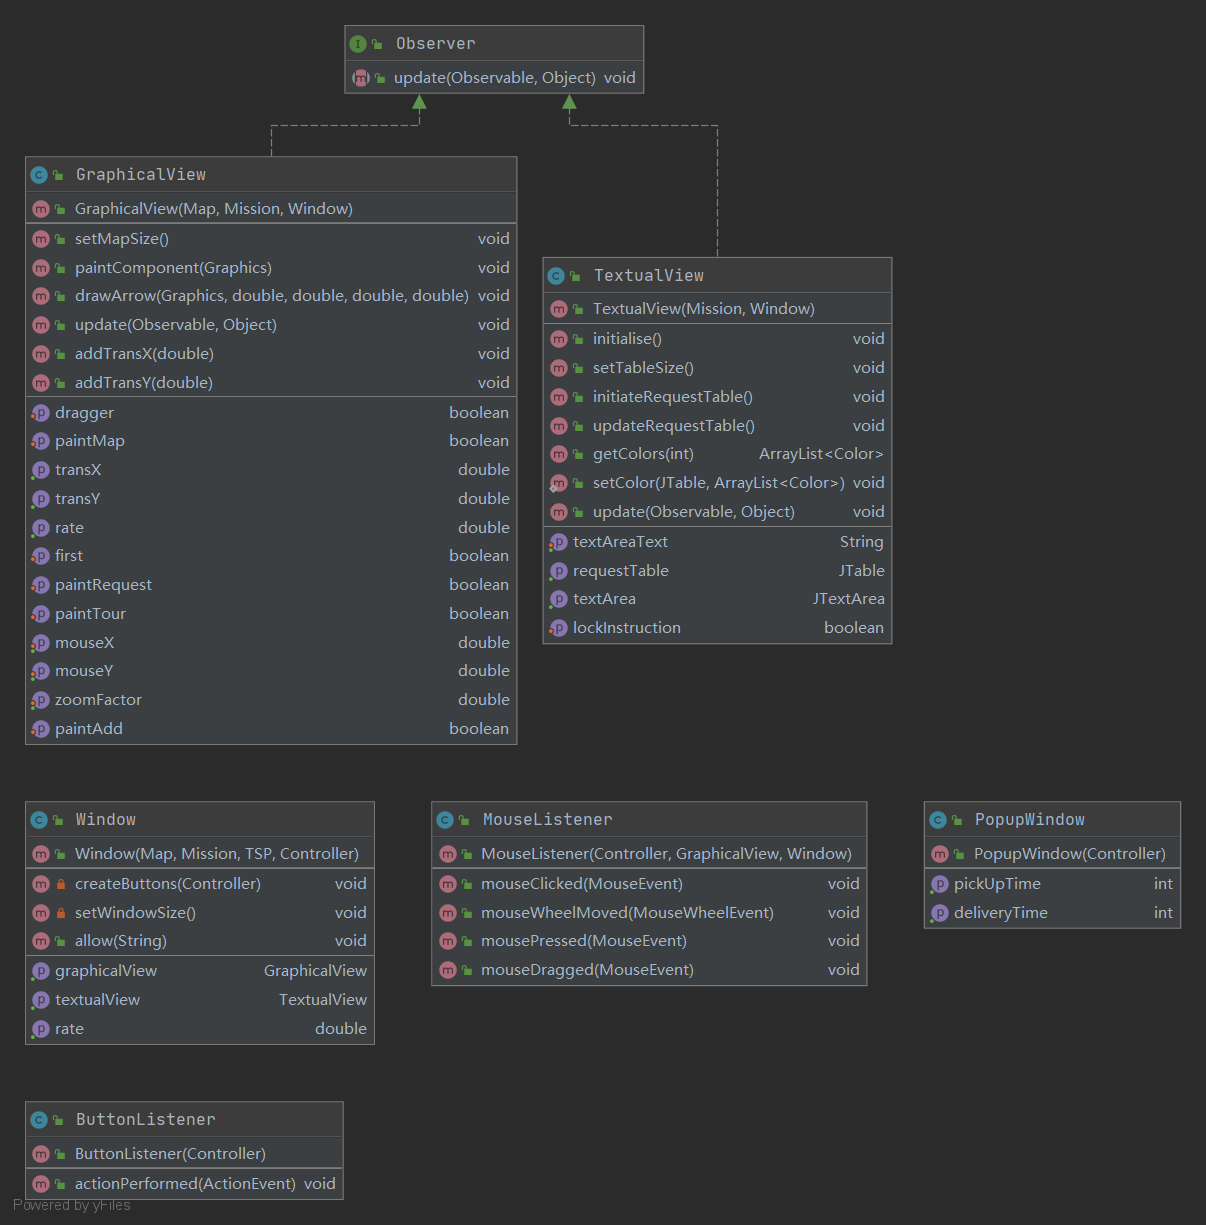 Observer
update(Observable, Object) void
GraphicalView
GraphicalView(Map, Mission, Window)
setMapSize() void
paintComponent(Graphics) void
drawArrow(Graphics, double, double, double, double) void
update(Observable, Object) void
addTransX(double) void
addTransY(double) void
dragger boolean
paintMap boolean
transX double
transY double
rate double
first boolean
paintRequest boolean
paintTour boolean
mouseX double
mouseY double
zoomFactor double
paintAdd boolean
TextualView
TextualView(Mission, Window)
initialise() void
setTableSize() void
initiateRequestTable() void
updateRequestTable() void
getColors(int) ArrayList<Color>
setColor(JTable, ArrayList<Color>) void
update(Observable, Object) void
textAreaText String
requestTable JTable
textArea JTextArea
lockInstruction boolean
Window
Window(Map, Mission, TSP, Controller)
createButtons(Controller) void
setWindowSize() void
allow(String) void
graphicalView GraphicalView
textualView TextualView
rate double
MouseListener
MouseListener(Controller, GraphicalView, Window)
mouseClicked(MouseEvent) void
mouseWheelMoved(MouseWheelEvent) void
mousePressed(MouseEvent) void
mouseDragged(MouseEvent) void
PopupWindow
PopupWindow(Controller)
pickUpTime int
deliveryTime int
ButtonListener
ButtonListener(Controller)
actionPerformed(ActionEvent) void
Powered by yFiles